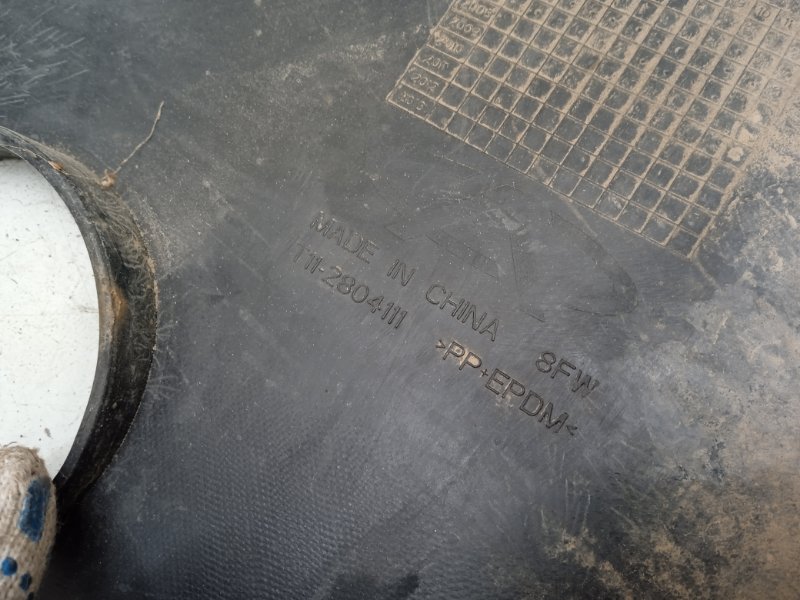 MADE IN CHINA 8FW
T11-2804111 >PP+EPDM<